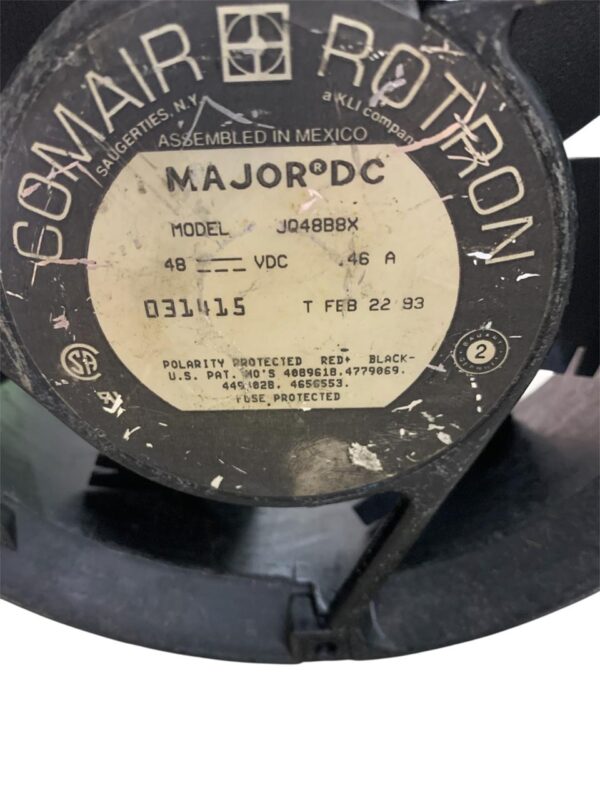 COMAIR ROTRON
SAUGERTIES, N.Y.
a KLI company
ASSEMBLED IN MEXICO
MAJOR® DC
MODEL JQ48B8X
48 VDC .46 A
031415 T FEB 22 93
2
POLARITY PROTECTED RED+ BLACK-
U.S. PAT. NO'S 4089618.4779069.
4656553.
FUSE PROTECTED